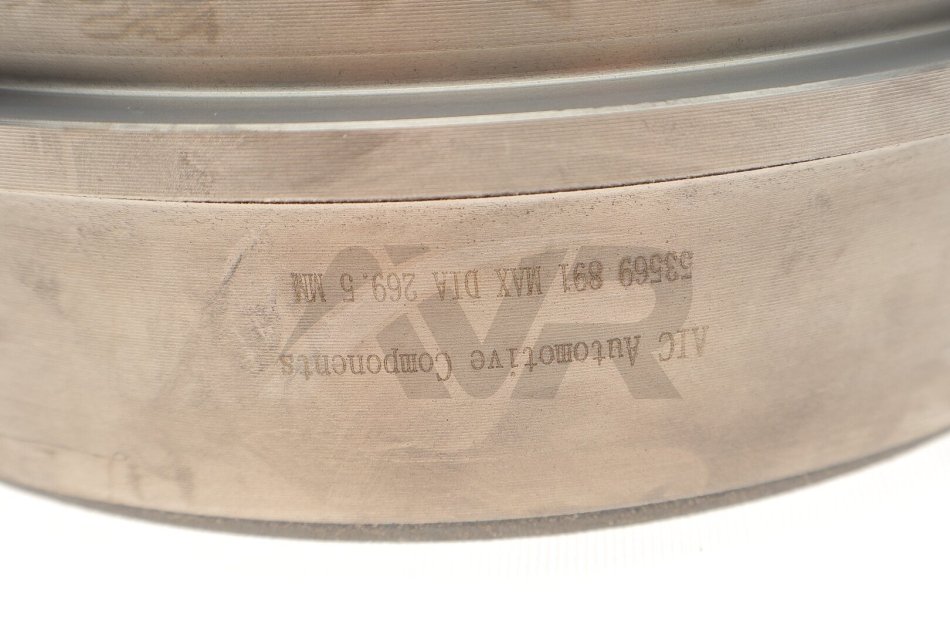 AIC Automotive Components
53569 891 MAX DIA 269.5 MM